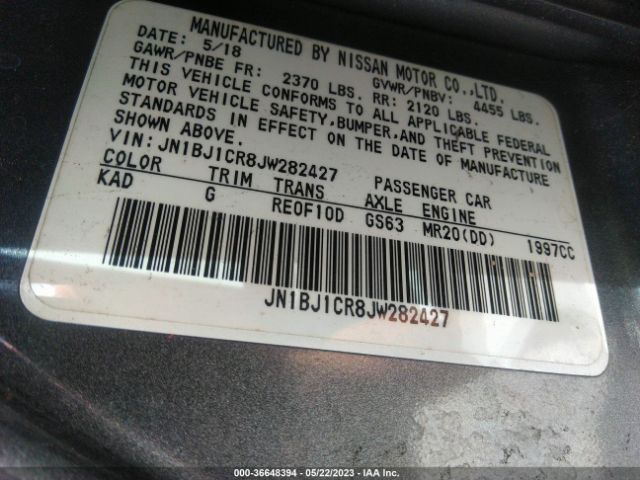 MANUFACTURED BY NISSAN MOTOR CO.,LTD.
DATE: 5/18 GVWR/PNBV: 4455 LBS.
GAWR/PNBE FR: 2370 LBS. RR: 2120 LBS.
THIS VEHICLE CONFORMS TO ALL APPLICABLE FEDERAL
MOTOR VEHICLE SAFETY,BUMPER,AND THEFT PREVENTION
STANDARDS IN EFFECT ON THE DATE OF MANUFACTURE
SHOWN ABOVE.
VIN:JN1BJ1CR8JW282427 PASSENGER CAR
COLOR TRIM TRANS AXLE ENGINE
KAD G RE0F10D GS63 MR20(DD) 1997CC
JN1BJ1CR8JW282427
000-36648394 - 05/22/2023 - IAA Inc.